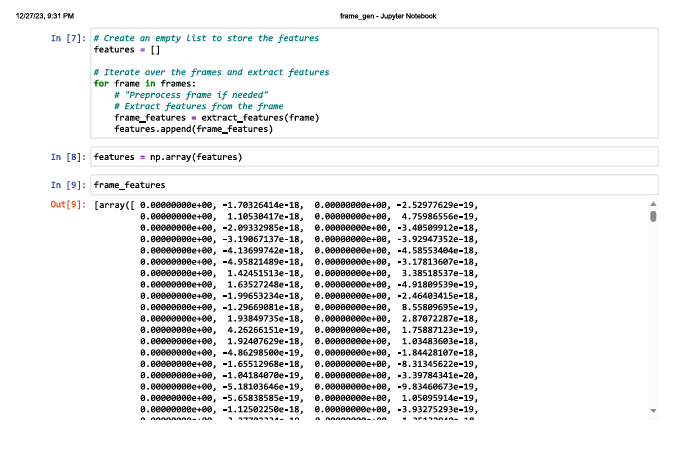 12/27/23, 9:31 PM frame_gen - Jupyter Notebook
In [7]: # Create an empty list to store the features
features = []
# Iterate over the frames and extract features
for frame in frames:
# "Preprocess frame if needed"
# Extract features from the frame
frame_features = extract_features(frame)
features.append(frame_features)
In [8]: features = np.array(features)
In [9]: frame_features
Out[9]: [array([ 0.00000000e+00, -1.70326414e-18, 0.00000000e+00, -2.52977629e-19,
0.00000000e+00, 1.10530417e-18, 0.00000000e+00, 4.75986556e-19,
0.00000000e+00, -2.09332985e-18, 0.00000000e+00, -3.40509912e-18,
0.00000000e+00, -3.19067137e-18, 0.00000000e+00, -3.92947352e-18,
0.00000000e+00, -4.13699742e-18, 0.00000000e+00, -4.58553404e-18,
0.00000000e+00, -4.95821489e-18, 0.00000000e+00, -3.17813607e-18,
0.00000000e+00, 1.42451513e-18, 0.00000000e+00, 3.38518537e-18,
0.00000000e+00, 1.63527248e-18, 0.00000000e+00, -4.91809539e-19,
0.00000000e+00, -1.99653234e-18, 0.00000000e+00, -2.46403415e-18,
0.00000000e+00, -1.29669081e-18, 0.00000000e+00, 8.55809695e-19,
0.00000000e+00, 1.93849735e-18, 0.00000000e+00, 2.87072287e-18,
0.00000000e+00, 4.26266151e-19, 0.00000000e+00, 1.75887123e-19,
0.00000000e+00, 1.92407629e-18, 0.00000000e+00, 1.03483603e-18,
0.00000000e+00, -4.86298500e-19, 0.00000000e+00, -1.84428107e-18,
0.00000000e+00, -1.65512968e-18, 0.00000000e+00, -8.31345622e-19,
0.00000000e+00, -1.04184070e-19, 0.00000000e+00, -3.39784341e-20,
0.00000000e+00, -5.18103646e-19, 0.00000000e+00, -9.83460673e-19,
0.00000000e+00, -5.65838585e-19, 0.00000000e+00, 1.05095914e-19,
0.00000000e+00, -1.12502250e-18, 0.00000000e+00, -3.93275293e-19,